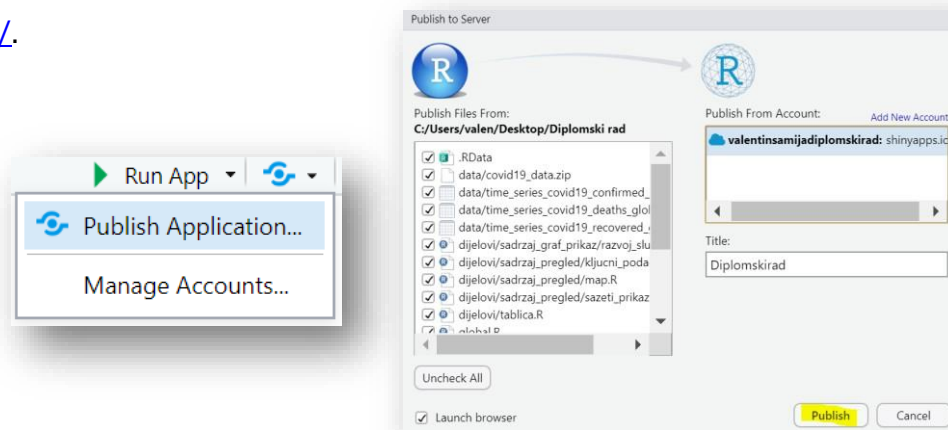 /.
Run App
Publish Application...
Manage Accounts...
Publish to Server
R
R
Publish Files From:
C:/Users/valen/Desktop/Diplomski rad
.RData
data/covid19_data.zip
data/time_series_covid19_confirmed_
data/time_series_covid19_deaths_glol
data/time_series_covid19_recovered_
dijelovi/sadrzaj_graf_prikaz/razvoj_slu
dijelovi/sadrzaj_pregled/kljucni_poda
dijelovi/sadrzaj_pregled/map.R
dijelovi/sadrzaj_pregled/sazeti_prikaz
dijelovi/tablica.R
global.R
Uncheck All
Launch browser
Publish From Account:
Add New Account
valentinsamijadiplomskirad: shinyapps.io
Title:
Diplomskirad
Publish
Cancel